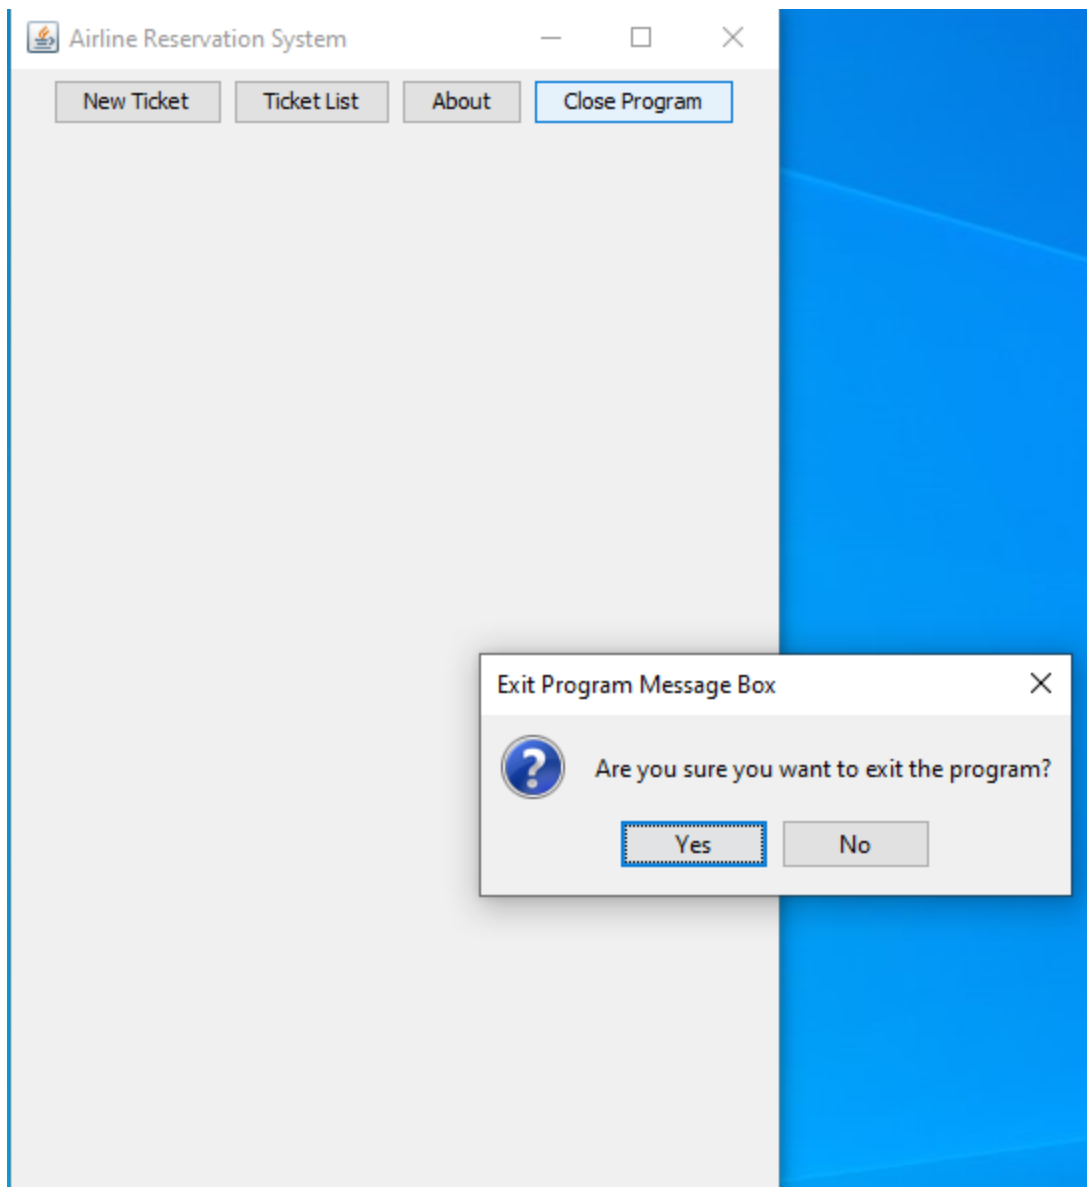 Airline Reservation System
New Ticket Ticket List About Close Program
Exit Program Message Box
Are you sure you want to exit the program?
Yes No